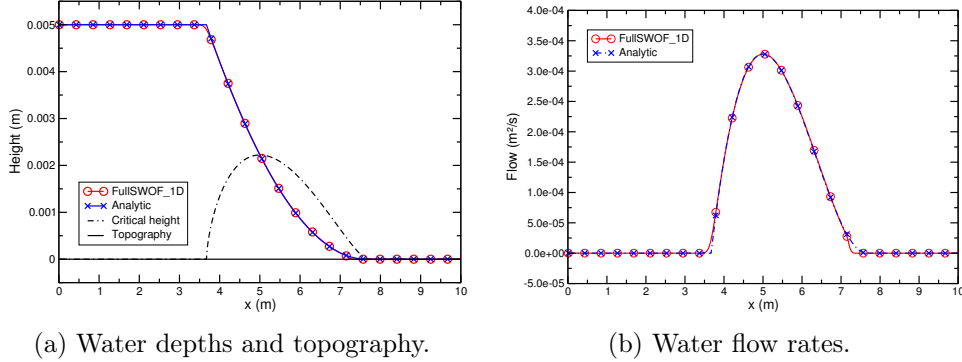 0.005
0.004
0.003
0.002
0.001
0
Height (m)
FullSWOF_1D
Analytic
Critical height
Topography
0 1 2 3 4 5 6 7 8 9 10
x (m)
(a) Water depths and topography.
4.0e-04
3.5e-04
3.0e-04
2.5e-04
2.0e-04
1.5e-04
1.0e-04
5.0e-05
0.0e+00
-5.0e-05
Flow (m²/s)
FullSWOF_1D
Analytic
0 1 2 3 4 5 6 7 8 9 10
x (m)
(b) Water flow rates.